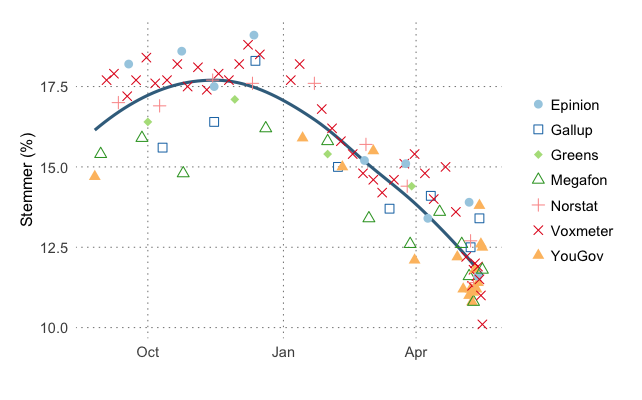 17.5
15.0
12.5
10.0
Stemmer (%)
Oct
Jan
Apr
Epinion
Gallup
Greens
Megafon
Norstat
Voxmeter
YouGov